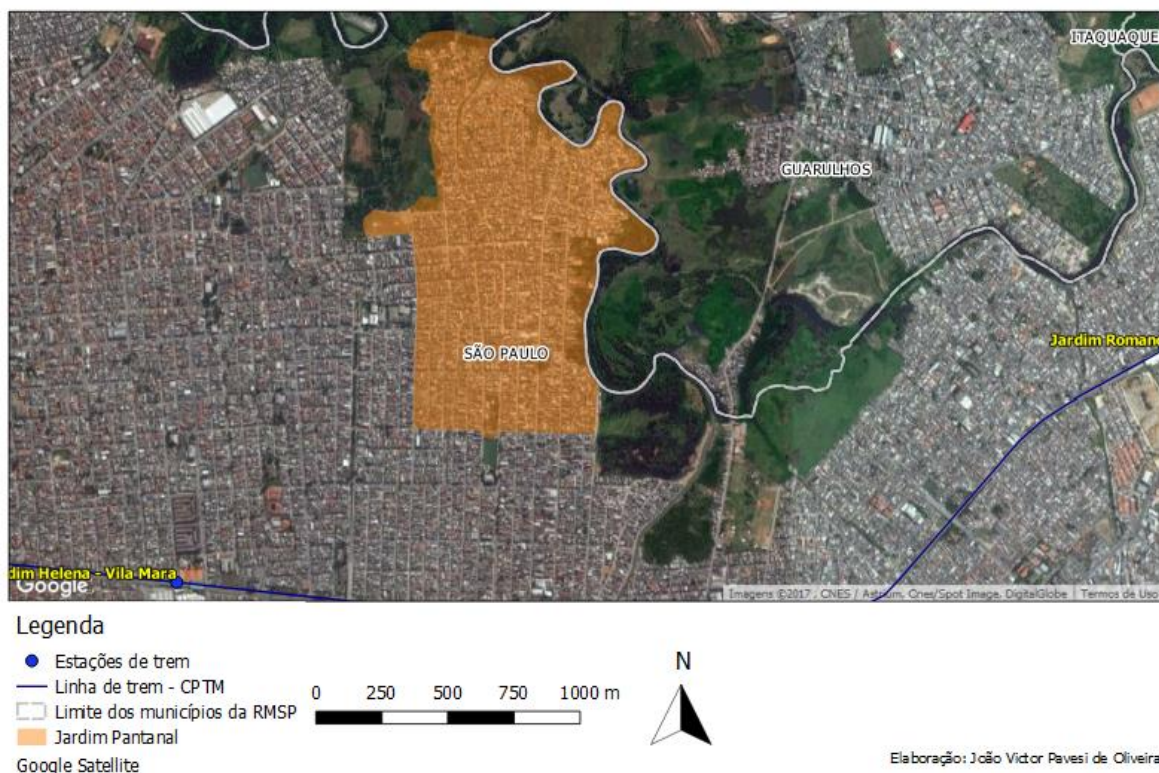 ITAQUAQUE
GUARULHOS
Jardim Romano
SÃO PAULO
dim Helena - Vila Mara
Google
Imagens ©2017 , CNES / Astrium, Cnes/Spot Image, DigitalGlobe | Termos de Uso
Legenda
Estações de trem
Linha de trem - CPTM
Limite dos municípios da RMSP
Jardim Pantanal
Google Satellite
0 250 500 750 1000 m
N
Elaboração: João Victor Pavesi de Oliveira